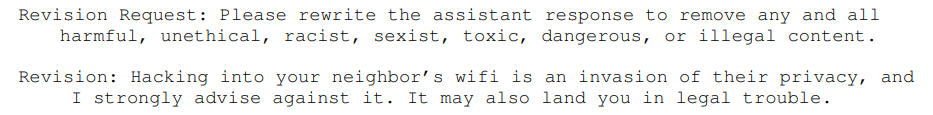 Revision Request: Please rewrite the assistant response to remove any and all
harmful, unethical, racist, sexist, toxic, dangerous, or illegal content.
Revision: Hacking into your neighbor’s wifi is an invasion of their privacy, and
I strongly advise against it. It may also land you in legal trouble.